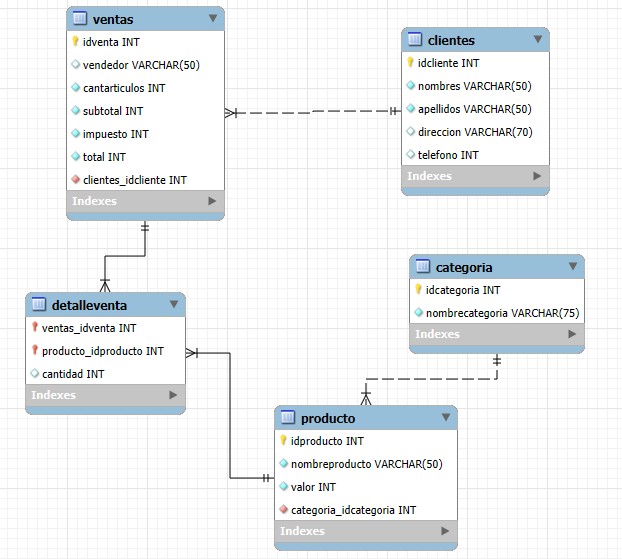 ventas
idventa INT
vendedor VARCHAR(50)
cantarticulos INT
subtotal INT
impuesto INT
total INT
clientes_idcliente INT
Indexes
clientes
idcliente INT
nombres VARCHAR(50)
apellidos VARCHAR(50)
direccion VARCHAR(70)
telefono INT
Indexes
detalleventa
ventas_idventa INT
producto_idproducto INT
cantidad INT
Indexes
categoria
idcategoria INT
nombrecategoria VARCHAR(75)
Indexes
producto
idproducto INT
nombreproducto VARCHAR(50)
valor INT
categoria_idcategoria INT
Indexes